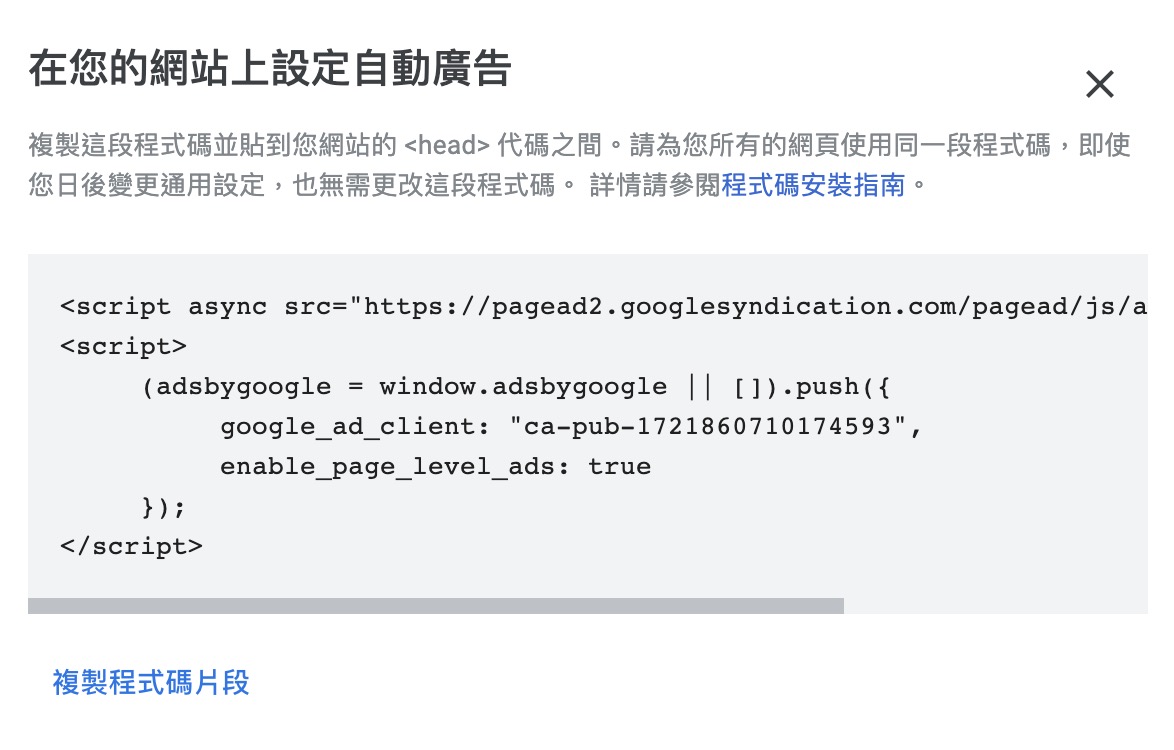 在您的網站上設定自動廣告
複製這段程式碼並貼到您網站的 <head> 代碼之間。請為您所有的網頁使用同一段程式碼，即使
您日後變更通用設定，也無需更改這段程式碼。 詳情請參閱程式碼安裝指南。
<script async src="https://pagead2.googlesyndication.com/pagead/js/a
<script>
(adsbygoogle = window.adsbygoogle || []).push({
google_ad_client: "ca-pub-1721860710174593",
enable_page_level_ads: true
});
</script>
複製程式碼片段